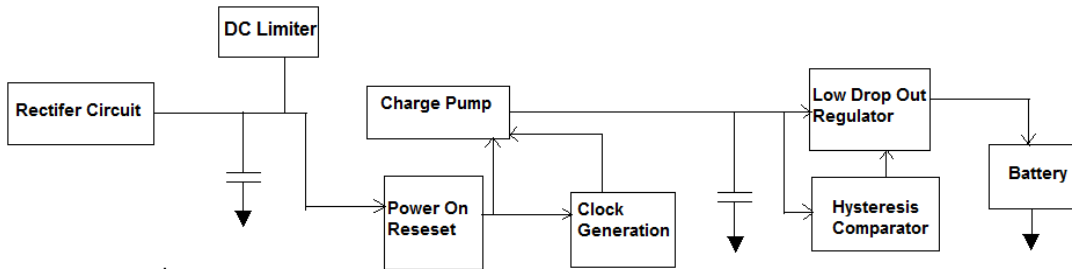 DC Limiter
Rectifer Circuit
Charge Pump
Low Drop Out
Regulator
Power On
Reseset
Clock
Generation
Hysteresis
Comparator
Battery